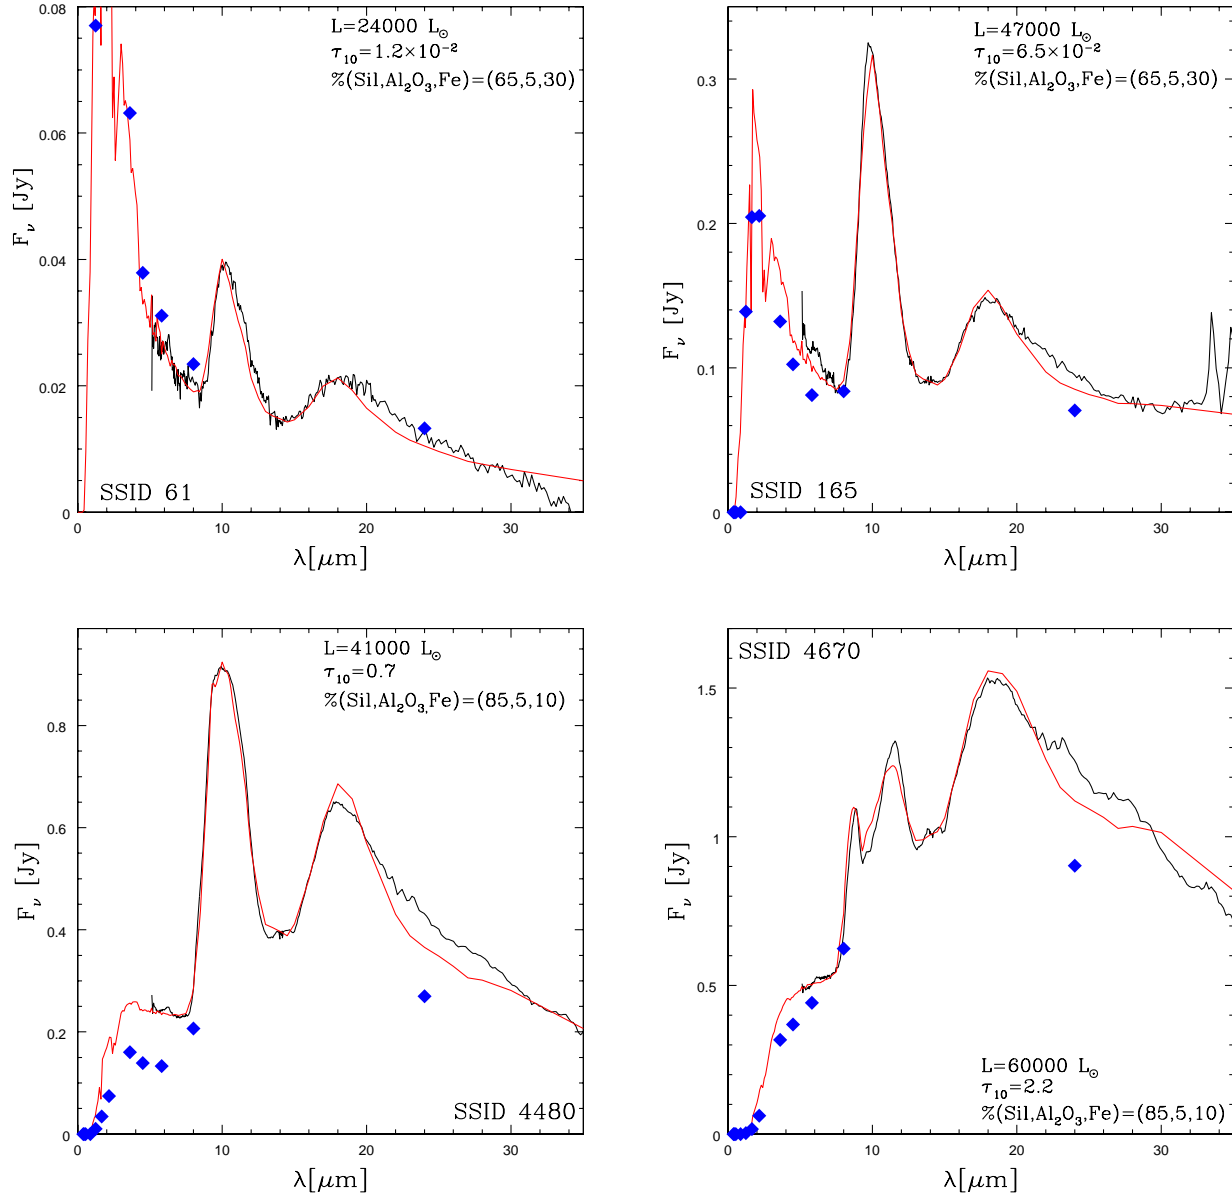 L=24000 L☉
τ₁₀=1.2×10⁻²
%(Sil,Al₂O₃,Fe)=(65,5,30)
0.08
0.06
0.04
0.02
0
Fν [Jy]
SSID 61
0
10
20
30
λ[μm]
L=47000 L☉
τ₁₀=6.5×10⁻²
%(Sil,Al₂O₃,Fe)=(65,5,30)
0.3
0.2
0.1
0
Fν [Jy]
SSID 165
0
10
20
30
λ[μm]
L=41000 L☉
τ₁₀=0.7
%(Sil,Al₂O₃,Fe)=(85,5,10)
0.8
0.6
0.4
0.2
0
Fν [Jy]
SSID 4480
0
10
20
30
λ[μm]
SSID 4670
1.5
1
0.5
0
Fν [Jy]
L=60000 L☉
τ₁₀=2.2
%(Sil,Al₂O₃,Fe)=(85,5,10)
0
10
20
30
λ[μm]